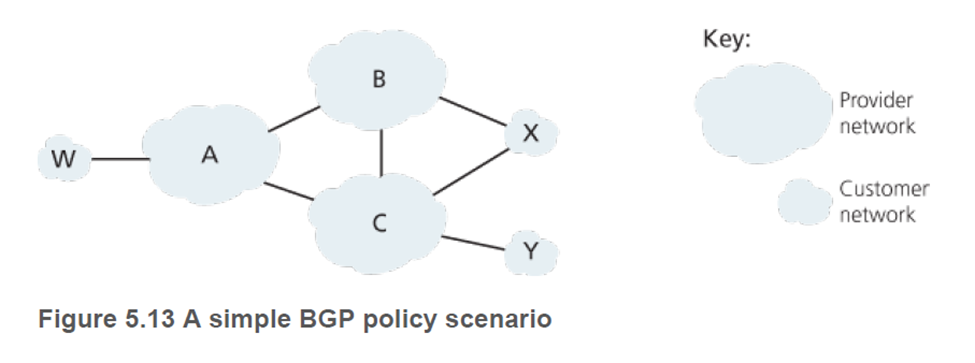 Key:
B
Provider
network
X
W
A
Customer
network
C
Y
Figure 5.13 A simple BGP policy scenario